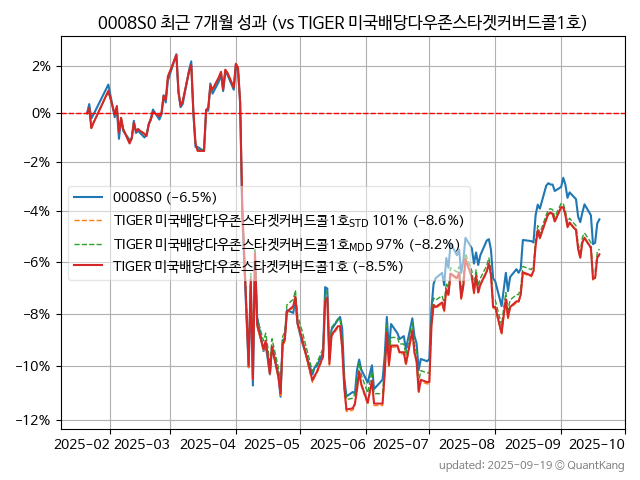 0008S0 최근 7개월 성과 (vs TIGER 미국배당다우존스타겟커버드콜1호)
2%
0%
−2%
−4%
−6%
−8%
−10%
−12%
0008S0 (−6.5%)
TIGER 미국배당다우존스타겟커버드콜1호STD 101% (−8.6%)
TIGER 미국배당다우존스타겟커버드콜1호MDD 97% (−8.2%)
TIGER 미국배당다우존스타겟커버드콜1호 (−8.5%)
2025-02 2025-03 2025-04 2025-05 2025-06 2025-07 2025-08 2025-09 2025-10
updated: 2025-09-19 © QuantKang